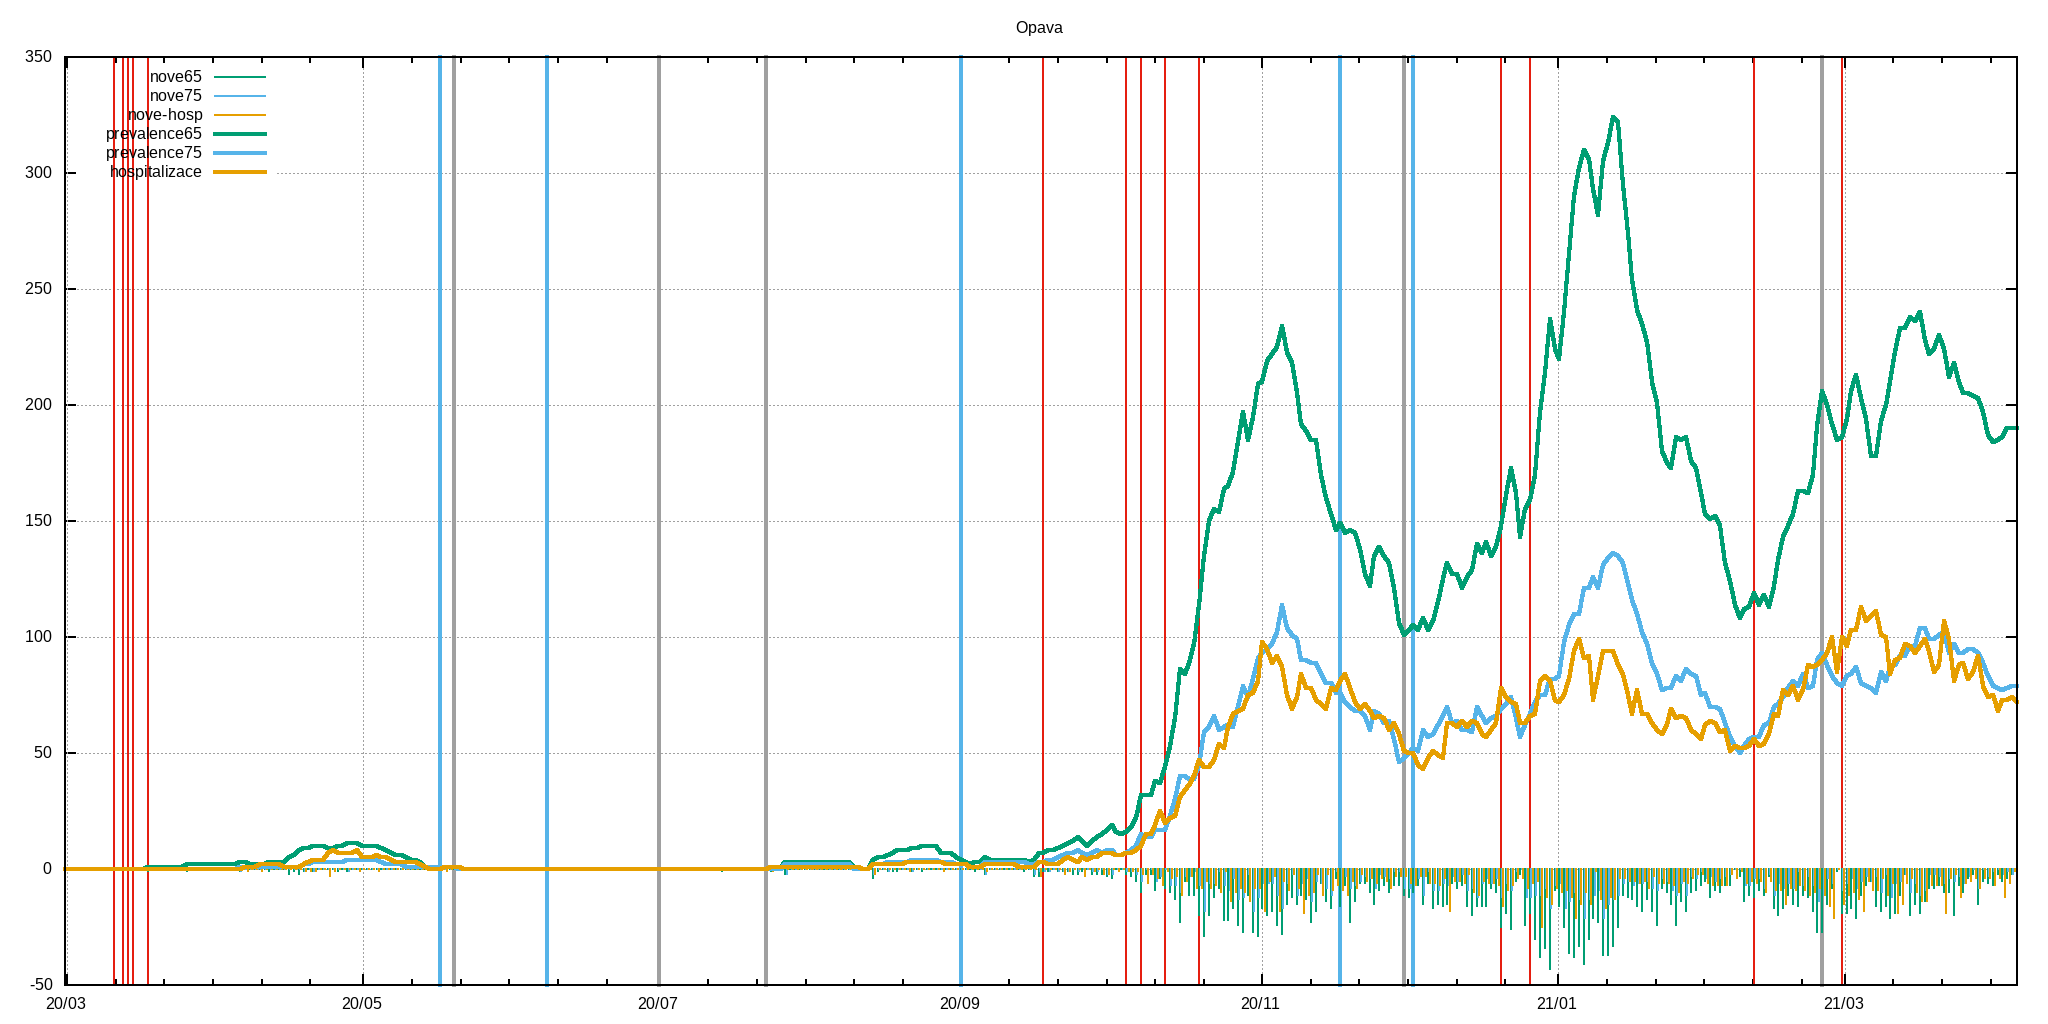 Opava
350
300
250
200
150
100
50
0
-50
nove65
nove75
nove-hosp
prevalence65
prevalence75
hospitalizace
20/03 20/05 20/07 20/09 20/11 21/01 21/03